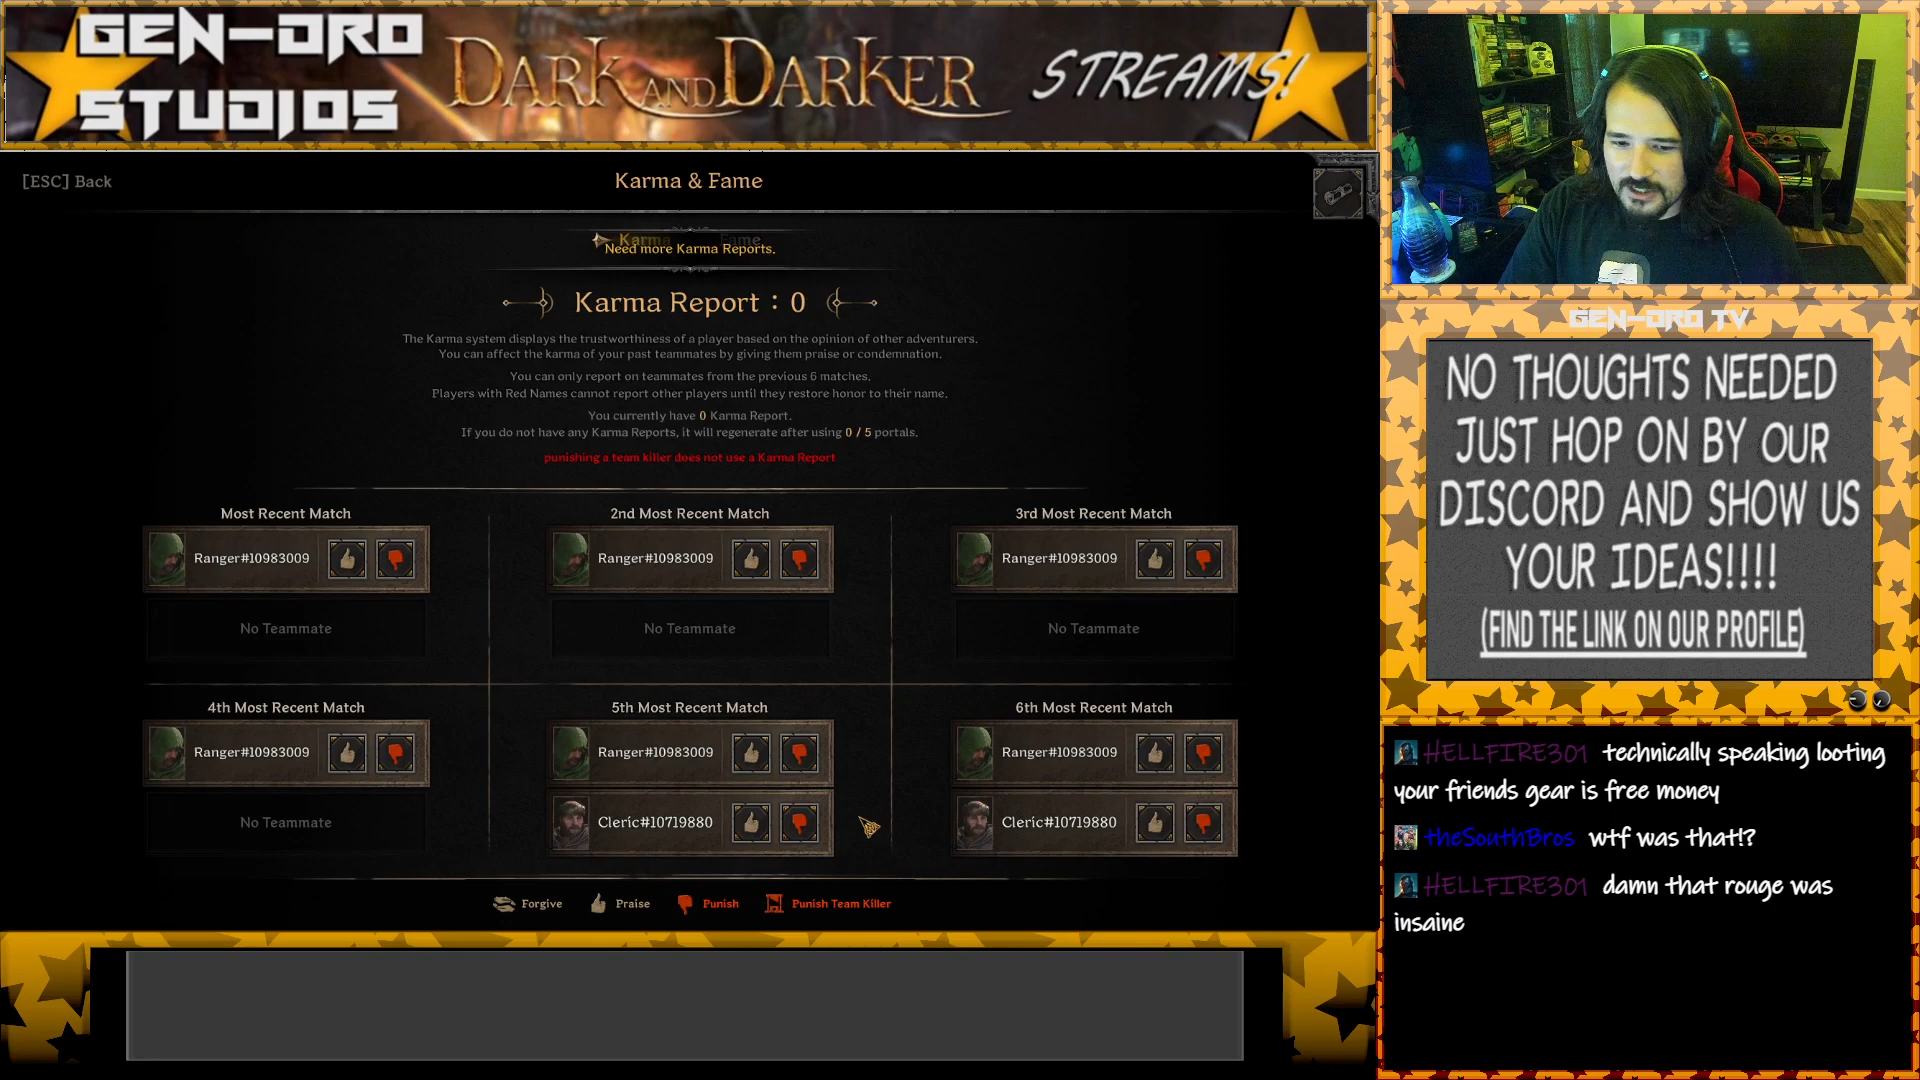 GEN-DRO
STUDIOS
DARK AND DARKER
STREAMS!
[ESC] Back
Karma & Fame
Karma Fame
Need more Karma Reports.
Karma Report : 0
The Karma system displays the trustworthiness of a player based on the opinion of other adventurers.
You can affect the karma of your past teammates by giving them praise or condemnation.
You can only report on teammates from the previous 6 matches.
Players with Red Names cannot report other players until they restore honor to their name.
You currently have 0 Karma Report.
If you do not have any Karma Reports, it will regenerate after using 0 / 5 portals.
punishing a team killer does not use a Karma Report
Most Recent Match
Ranger#10983009
No Teammate
2nd Most Recent Match
Ranger#10983009
No Teammate
3rd Most Recent Match
Ranger#10983009
No Teammate
4th Most Recent Match
Ranger#10983009
No Teammate
5th Most Recent Match
Ranger#10983009
Cleric#10719880
6th Most Recent Match
Ranger#10983009
Cleric#10719880
Forgive
Praise
Punish
Punish Team Killer
GEN-DRO TV
NO THOUGHTS NEEDED
JUST HOP ON BY OUR
DISCORD AND SHOW US
YOUR IDEAS!!!!
(FIND THE LINK ON OUR PROFILE)
HELLFIRE301 technically speaking looting
your friends gear is free money
theSouthBros wtf was that!?
HELLFIRE301 damn that rouge was
insaine